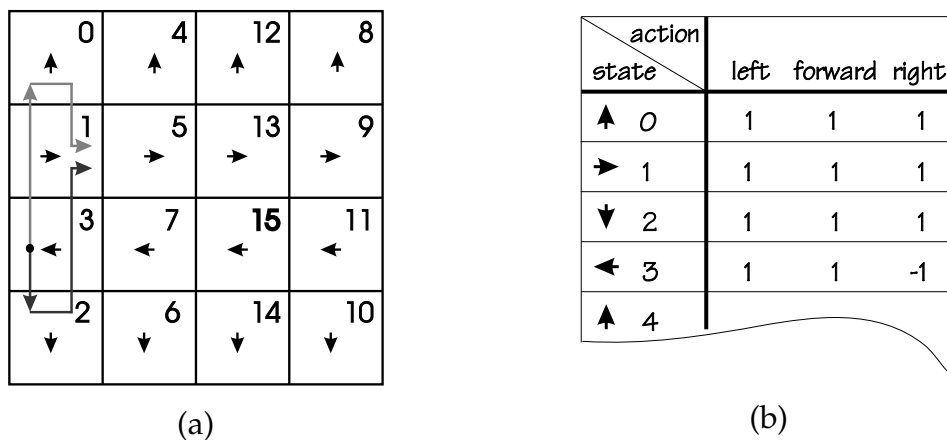 0 4 12 8
1 5 13 9
3 7 15 11
2 6 14 10
(a)
action
state left forward right
0 1 1 1
1 1 1 1
2 1 1 1
3 1 1 -1
4
(b)